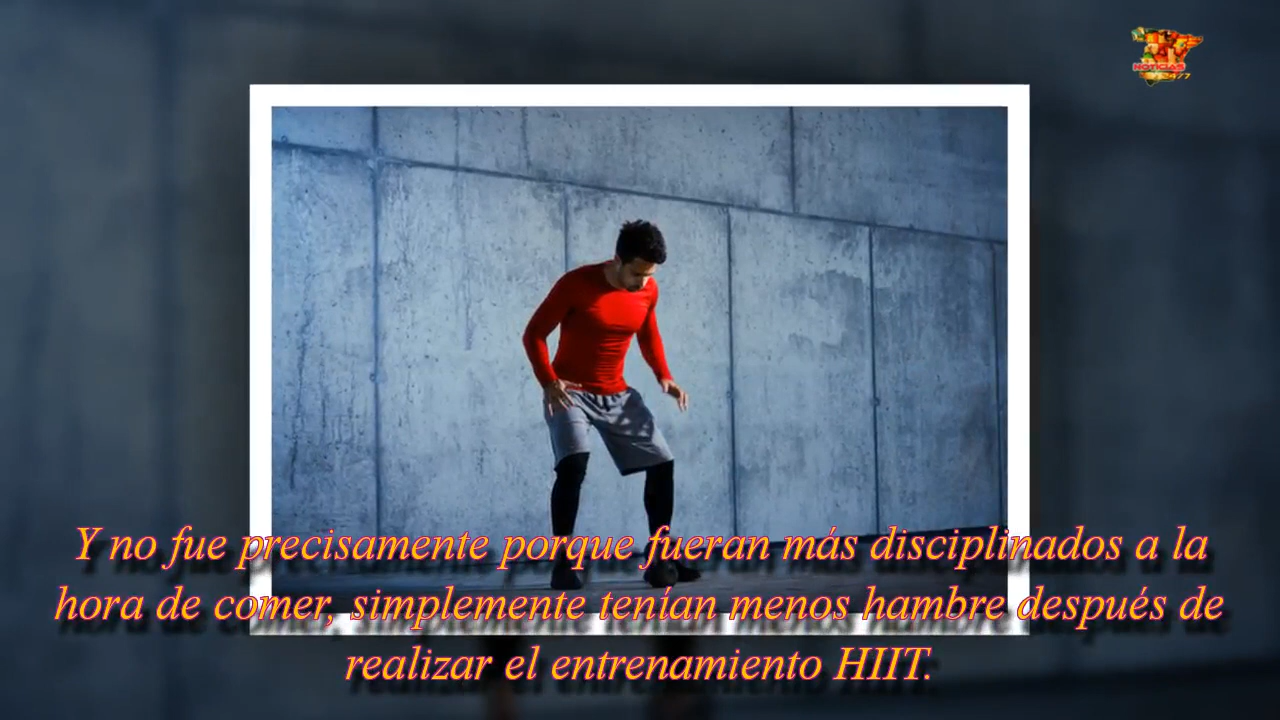 NOTICIAS
Y no fue precisamente porque fueran más disciplinados a la
hora de comer, simplemente tenían menos hambre después de
realizar el entrenamiento HIIT.